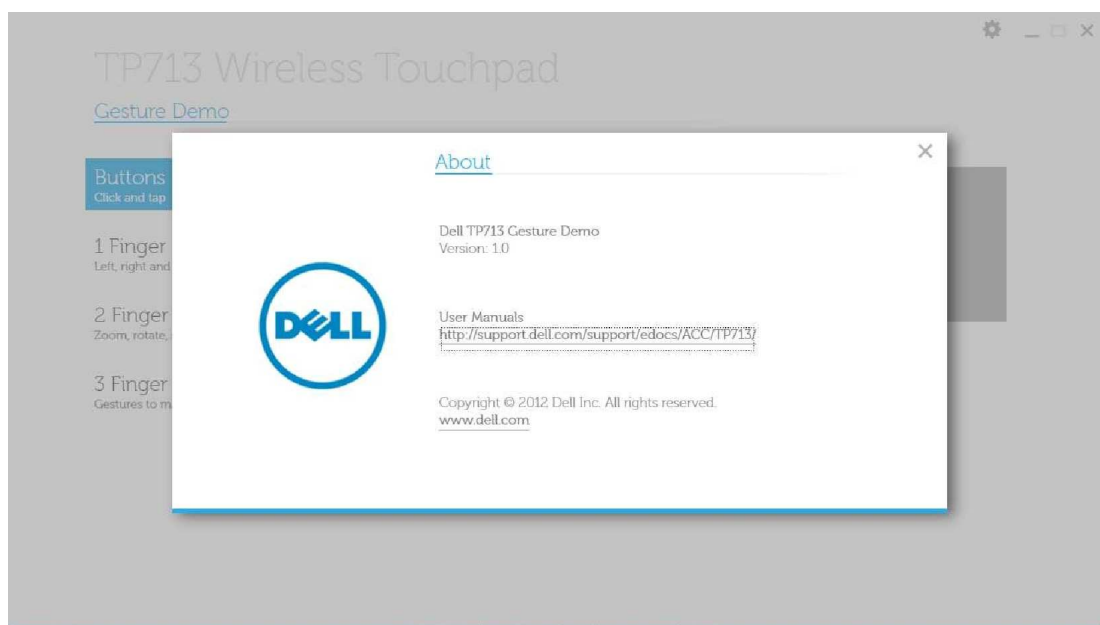 TP713 Wireless Touchpad
Gesture Demo
Buttons
Click and tap
1 Finger
Left, right and
2 Finger
Zoom, rotate,
3 Finger
Gestures to m
About
DELL
Dell TP713 Gesture Demo
Version: 1.0
User Manuals
http://support.dell.com/support/edocs/ACC/TP713/
Copyright © 2012 Dell Inc. All rights reserved.
www.dell.com